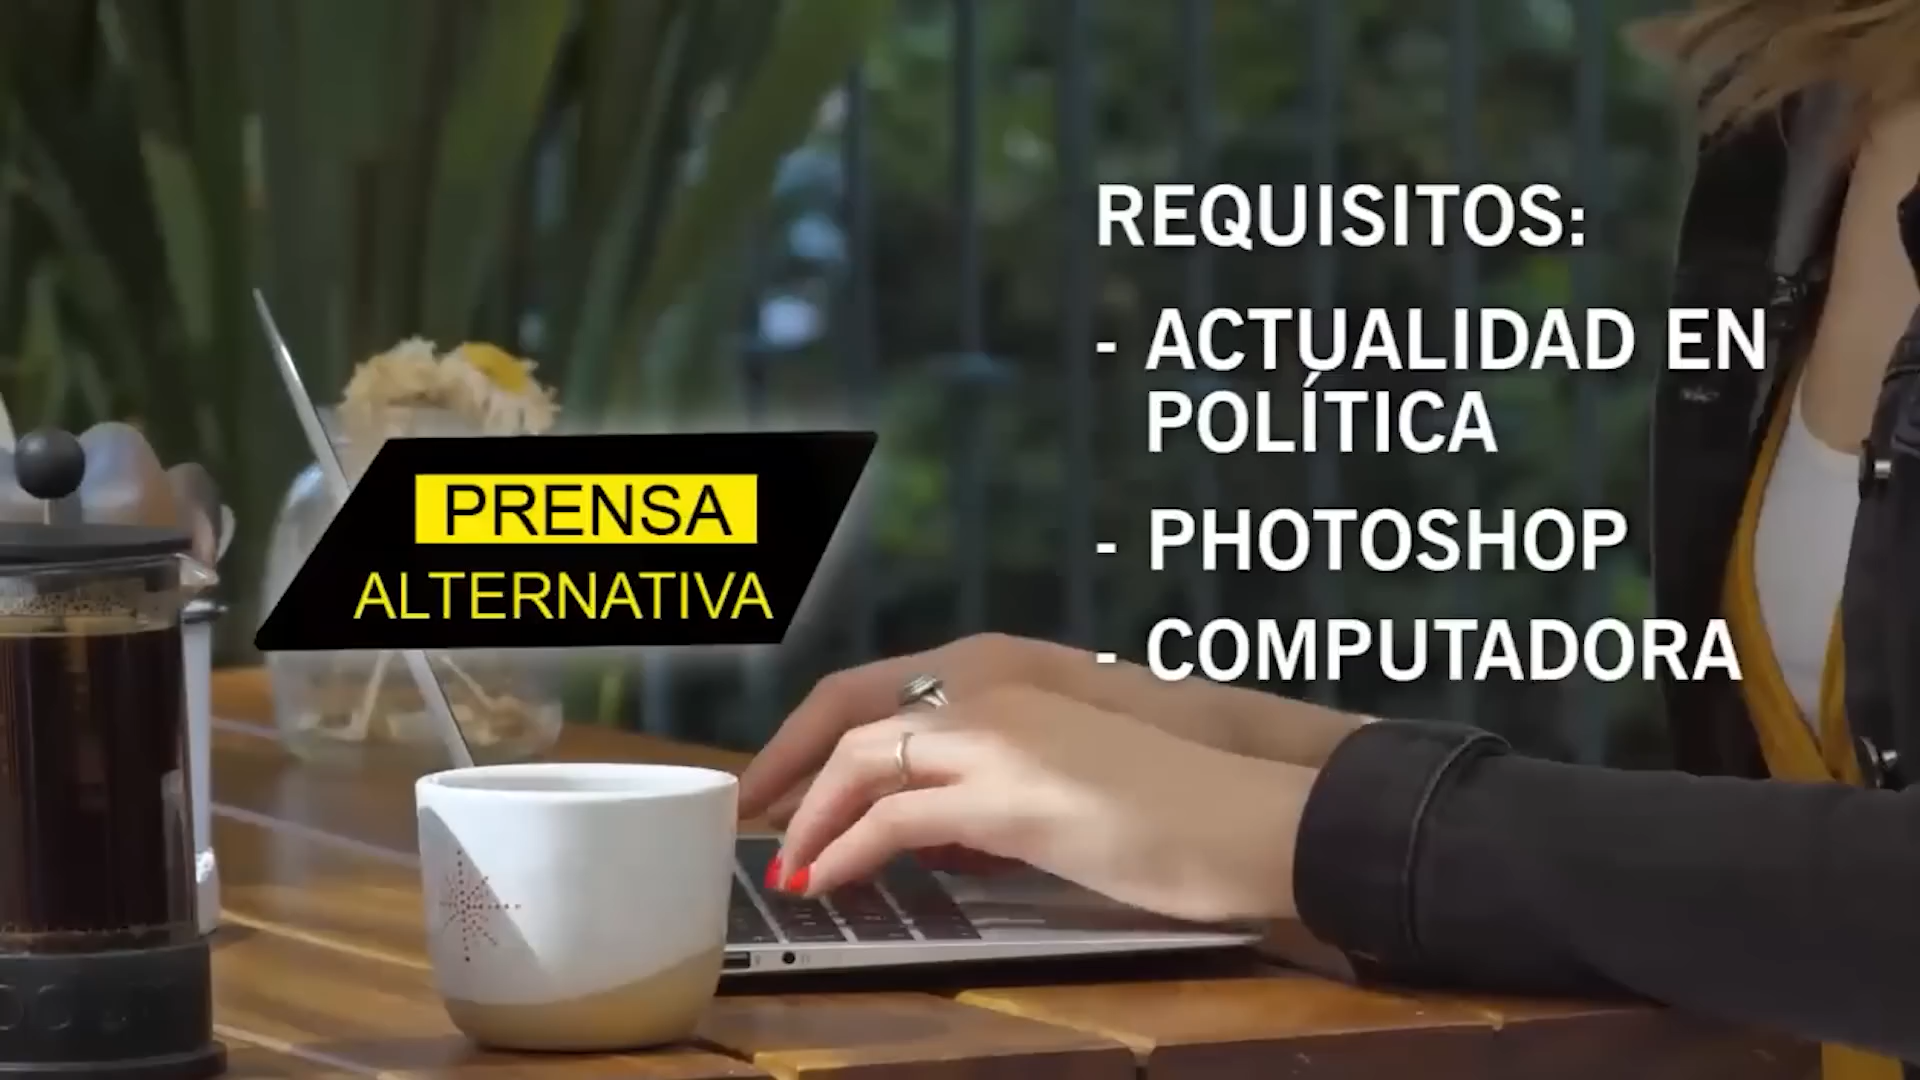 PRENSA
ALTERNATIVA
REQUISITOS:
- ACTUALIDAD EN
POLÍTICA
- PHOTOSHOP
- COMPUTADORA